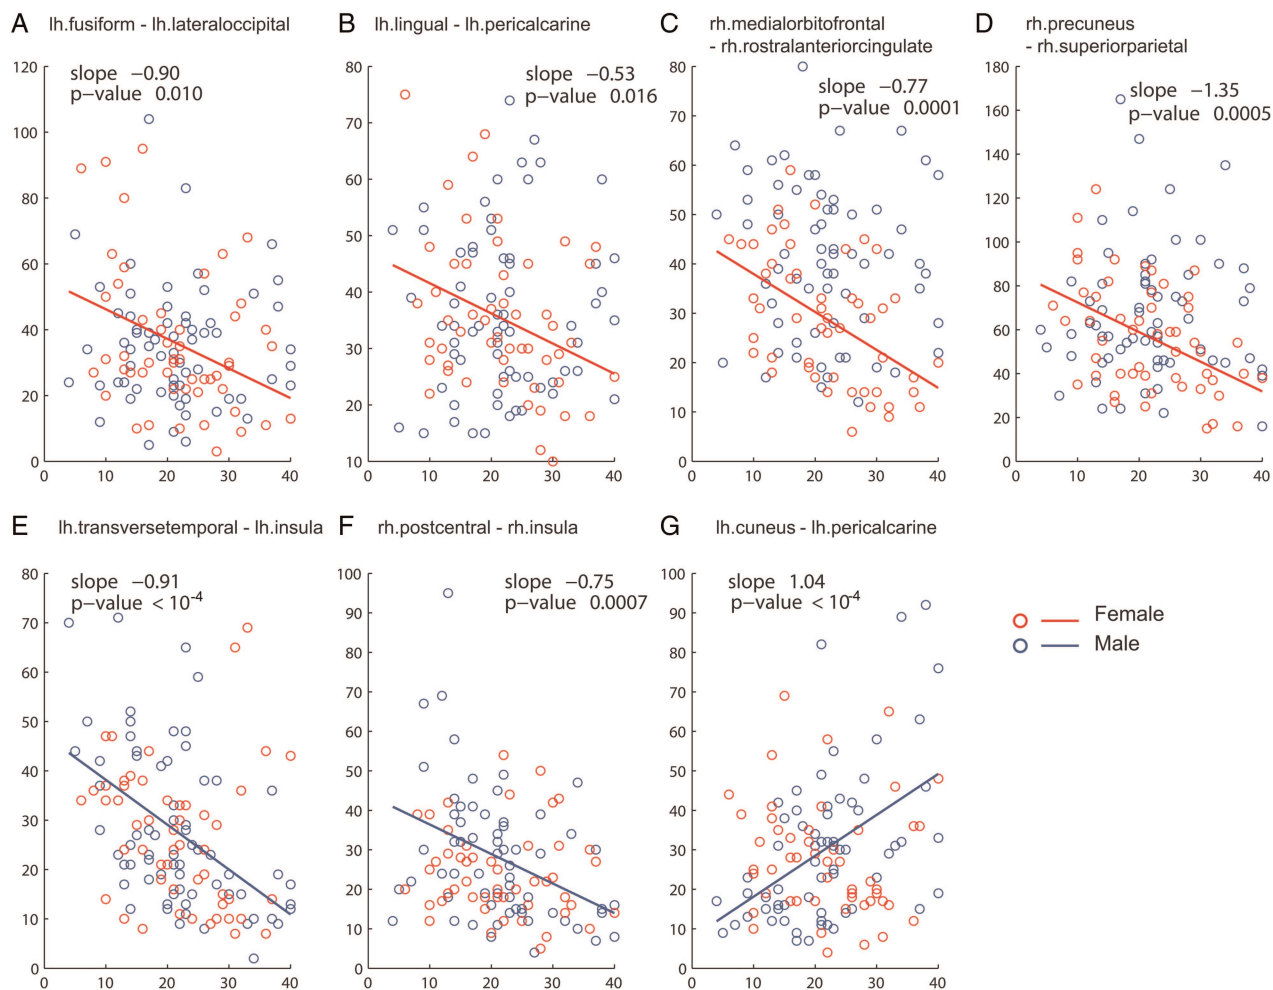 A lh.fusiform - lh.lateraloccipital
slope −0.90
p−value 0.010
120
100
80
60
40
20
0
0 10 20 30 40
B lh.lingual - lh.pericalcarine
slope −0.53
p−value 0.016
80
70
60
50
40
30
20
10
0 10 20 30 40
C rh.medialorbitofrontal
- rh.rostralanteriorcingulate
slope −0.77
p−value 0.0001
80
70
60
50
40
30
20
10
0
0 10 20 30 40
D rh.precuneus
- rh.superiorparietal
slope −1.35
p−value 0.0005
180
160
140
120
100
80
60
40
20
0
0 10 20 30 40
E lh.transversetemporal - lh.insula
slope −0.91
p−value < 10-4
80
70
60
50
40
30
20
10
0
0 10 20 30 40
F rh.postcentral - rh.insula
slope −0.75
p−value 0.0007
100
90
80
70
60
50
40
30
20
10
0
0 10 20 30 40
G lh.cuneus - lh.pericalcarine
slope 1.04
p−value < 10-4
100
90
80
70
60
50
40
30
20
10
0
0 10 20 30 40
Female
Male